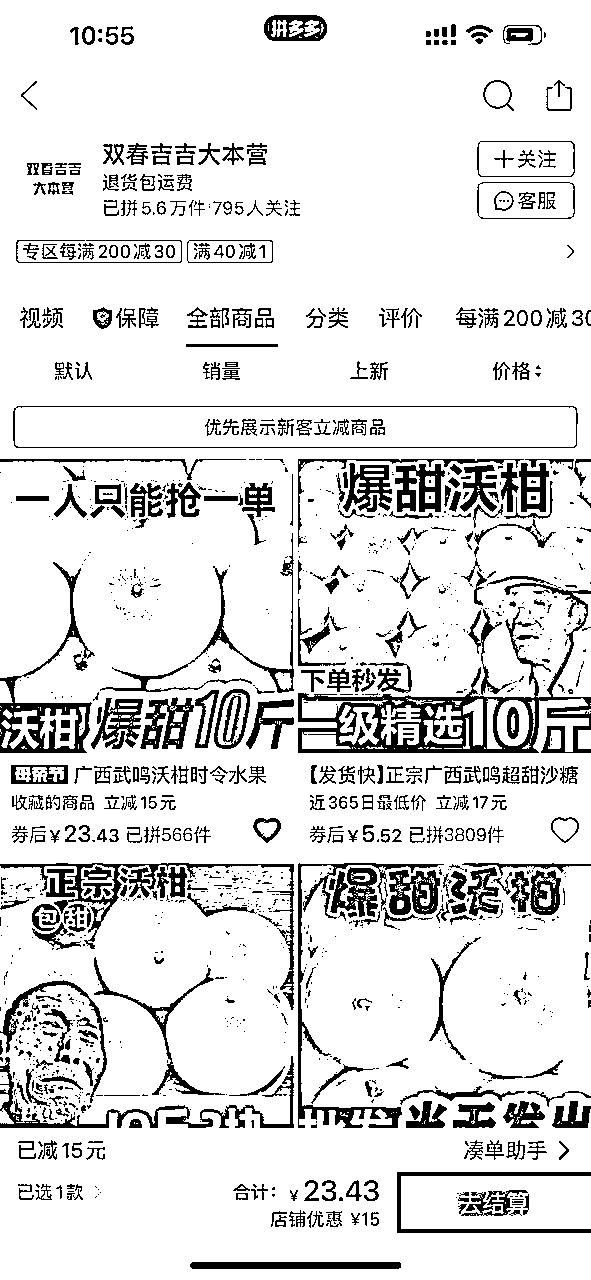 10:55
拼多多
双春吉吉
大本营
双春吉吉大本营
退货包运费
已拼5.6万件·795人关注
关注
客服
专区每满200减30 满40减1
视频 保障 全部商品 分类 评价 每满200减30
默认 销量 上新 价格
优先展示新客立减商品
一人只能抢一单
沃柑 爆甜10斤
母亲节 广西武鸣沃柑时令水果
收藏的商品 立减15元
券后¥23.43 已拼566件
爆甜沃柑
下单秒发
一级精选10斤
【发货快】正宗广西武鸣超甜沙糖
近365日最低价 立减17元
券后¥5.52 已拼3809件
正宗沃柑
包甜
爆甜沃柑
已减15元
凑单助手
已选1款
合计：¥23.43
店铺优惠 ¥15
去结算